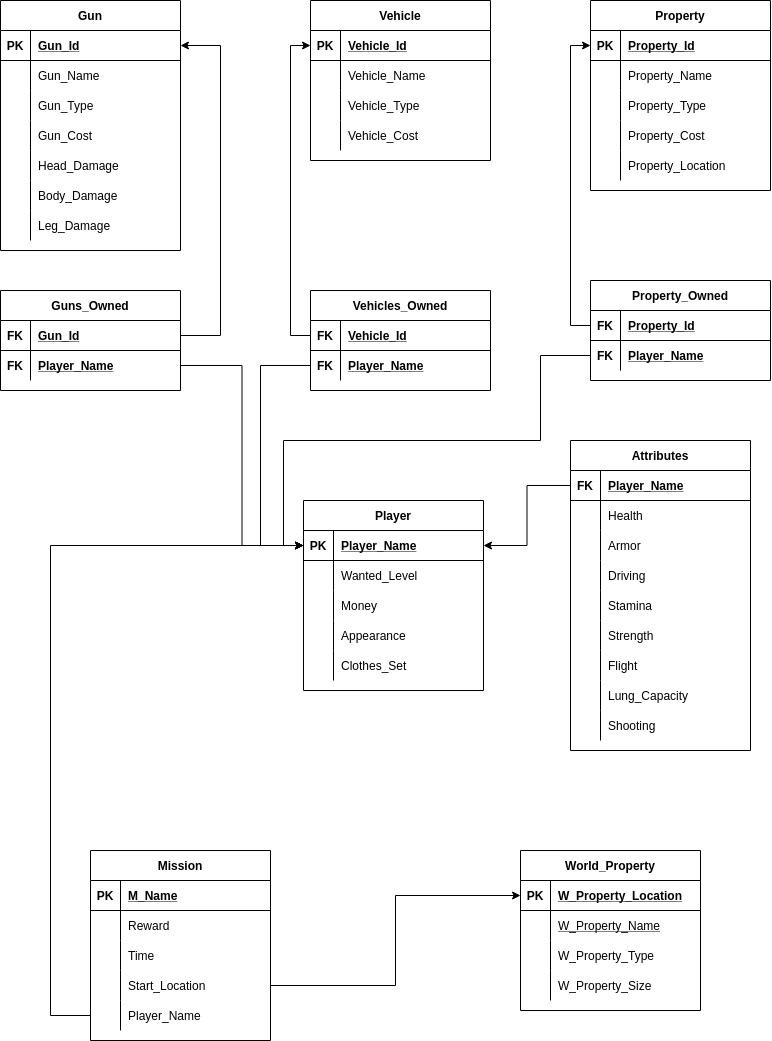 Gun
PK Gun_Id
Gun_Name
Gun_Type
Gun_Cost
Head_Damage
Body_Damage
Leg_Damage
Vehicle
PK Vehicle_Id
Vehicle_Name
Vehicle_Type
Vehicle_Cost
Property
PK Property_Id
Property_Name
Property_Type
Property_Cost
Property_Location
Guns_Owned
FK Gun_Id
FK Player_Name
Vehicles_Owned
FK Vehicle_Id
FK Player_Name
Property_Owned
FK Property_Id
FK Player_Name
Player
PK Player_Name
Wanted_Level
Money
Appearance
Clothes_Set
Attributes
FK Player_Name
Health
Armor
Driving
Stamina
Strength
Flight
Lung_Capacity
Shooting
Mission
PK M_Name
Reward
Time
Start_Location
Player_Name
World_Property
PK W_Property_Location
W_Property_Name
W_Property_Type
W_Property_Size